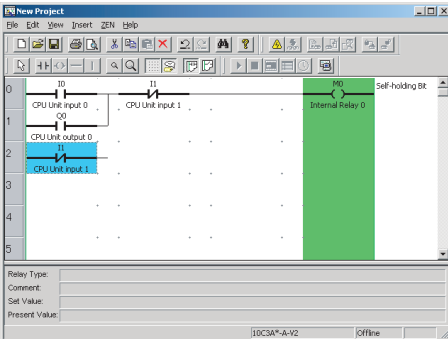 New Project
File Edit View Insert ZEN Help
0 I0 I1 M0 Self-holding Bit
CPU Unit input 0 CPU Unit input 1 Internal Relay 0
1 Q0
CPU Unit output 0
2 I1
CPU Unit input 1
3
4
5
Relay Type:
Comment:
Set Value:
Present Value:
10C3A*-A-V2 Offline